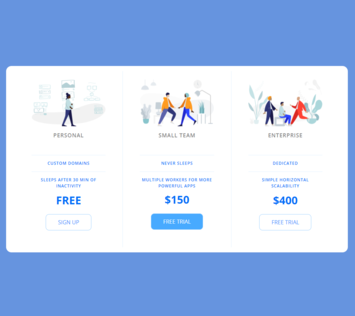 PERSONAL
CUSTOM DOMAINS
SLEEPS AFTER 30 MIN OF
INACTIVITY
FREE
SIGN UP
SMALL TEAM
NEVER SLEEPS
MULTIPLE WORKERS FOR MORE
POWERFUL APPS
$150
FREE TRIAL
ENTERPRISE
DEDICATED
SIMPLE HORIZONTAL
SCALABILITY
$400
FREE TRIAL